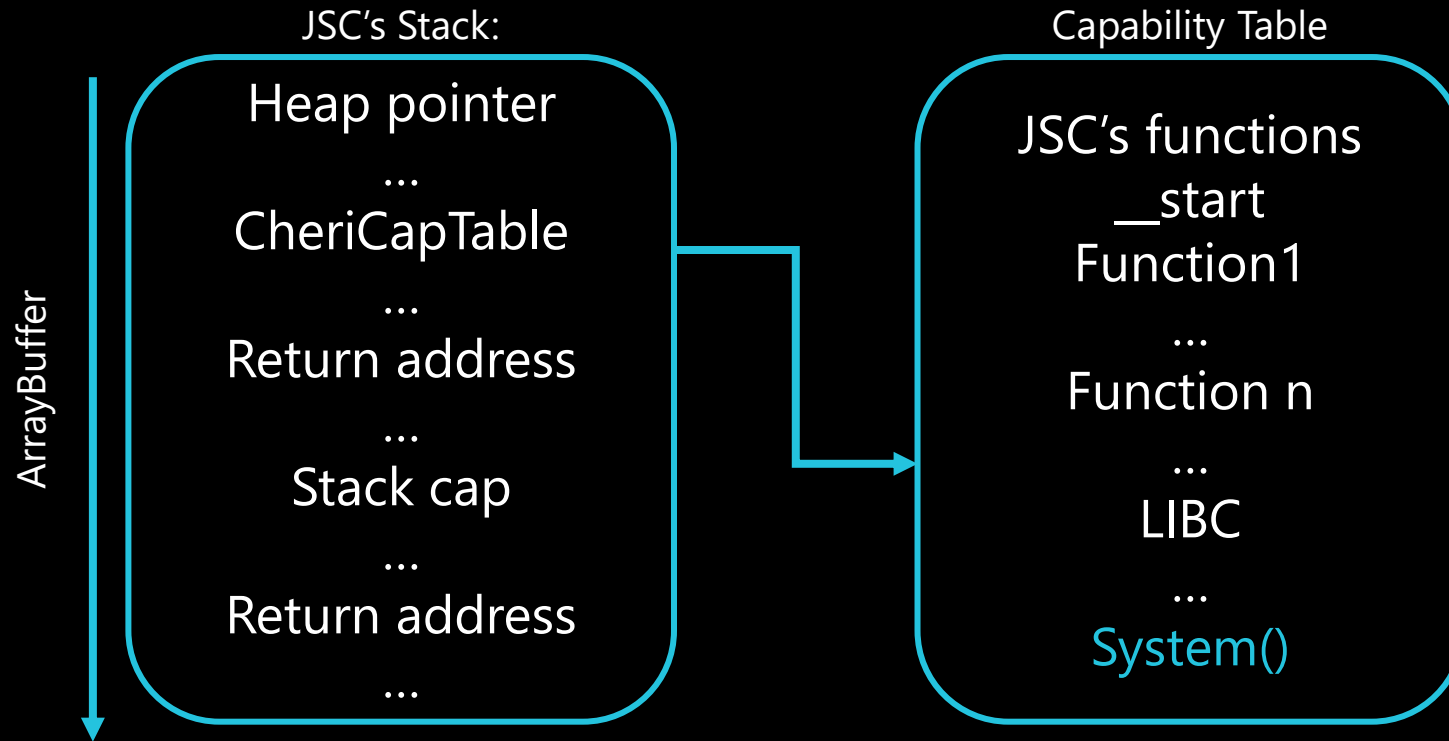 JSC’s Stack:
Heap pointer
...
CheriCapTable
...
Return address
...
Stack cap
...
Return address
...
ArrayBuffer
Capability Table
JSC’s functions
__start
Function1
...
Function n
...
LIBC
...
System()